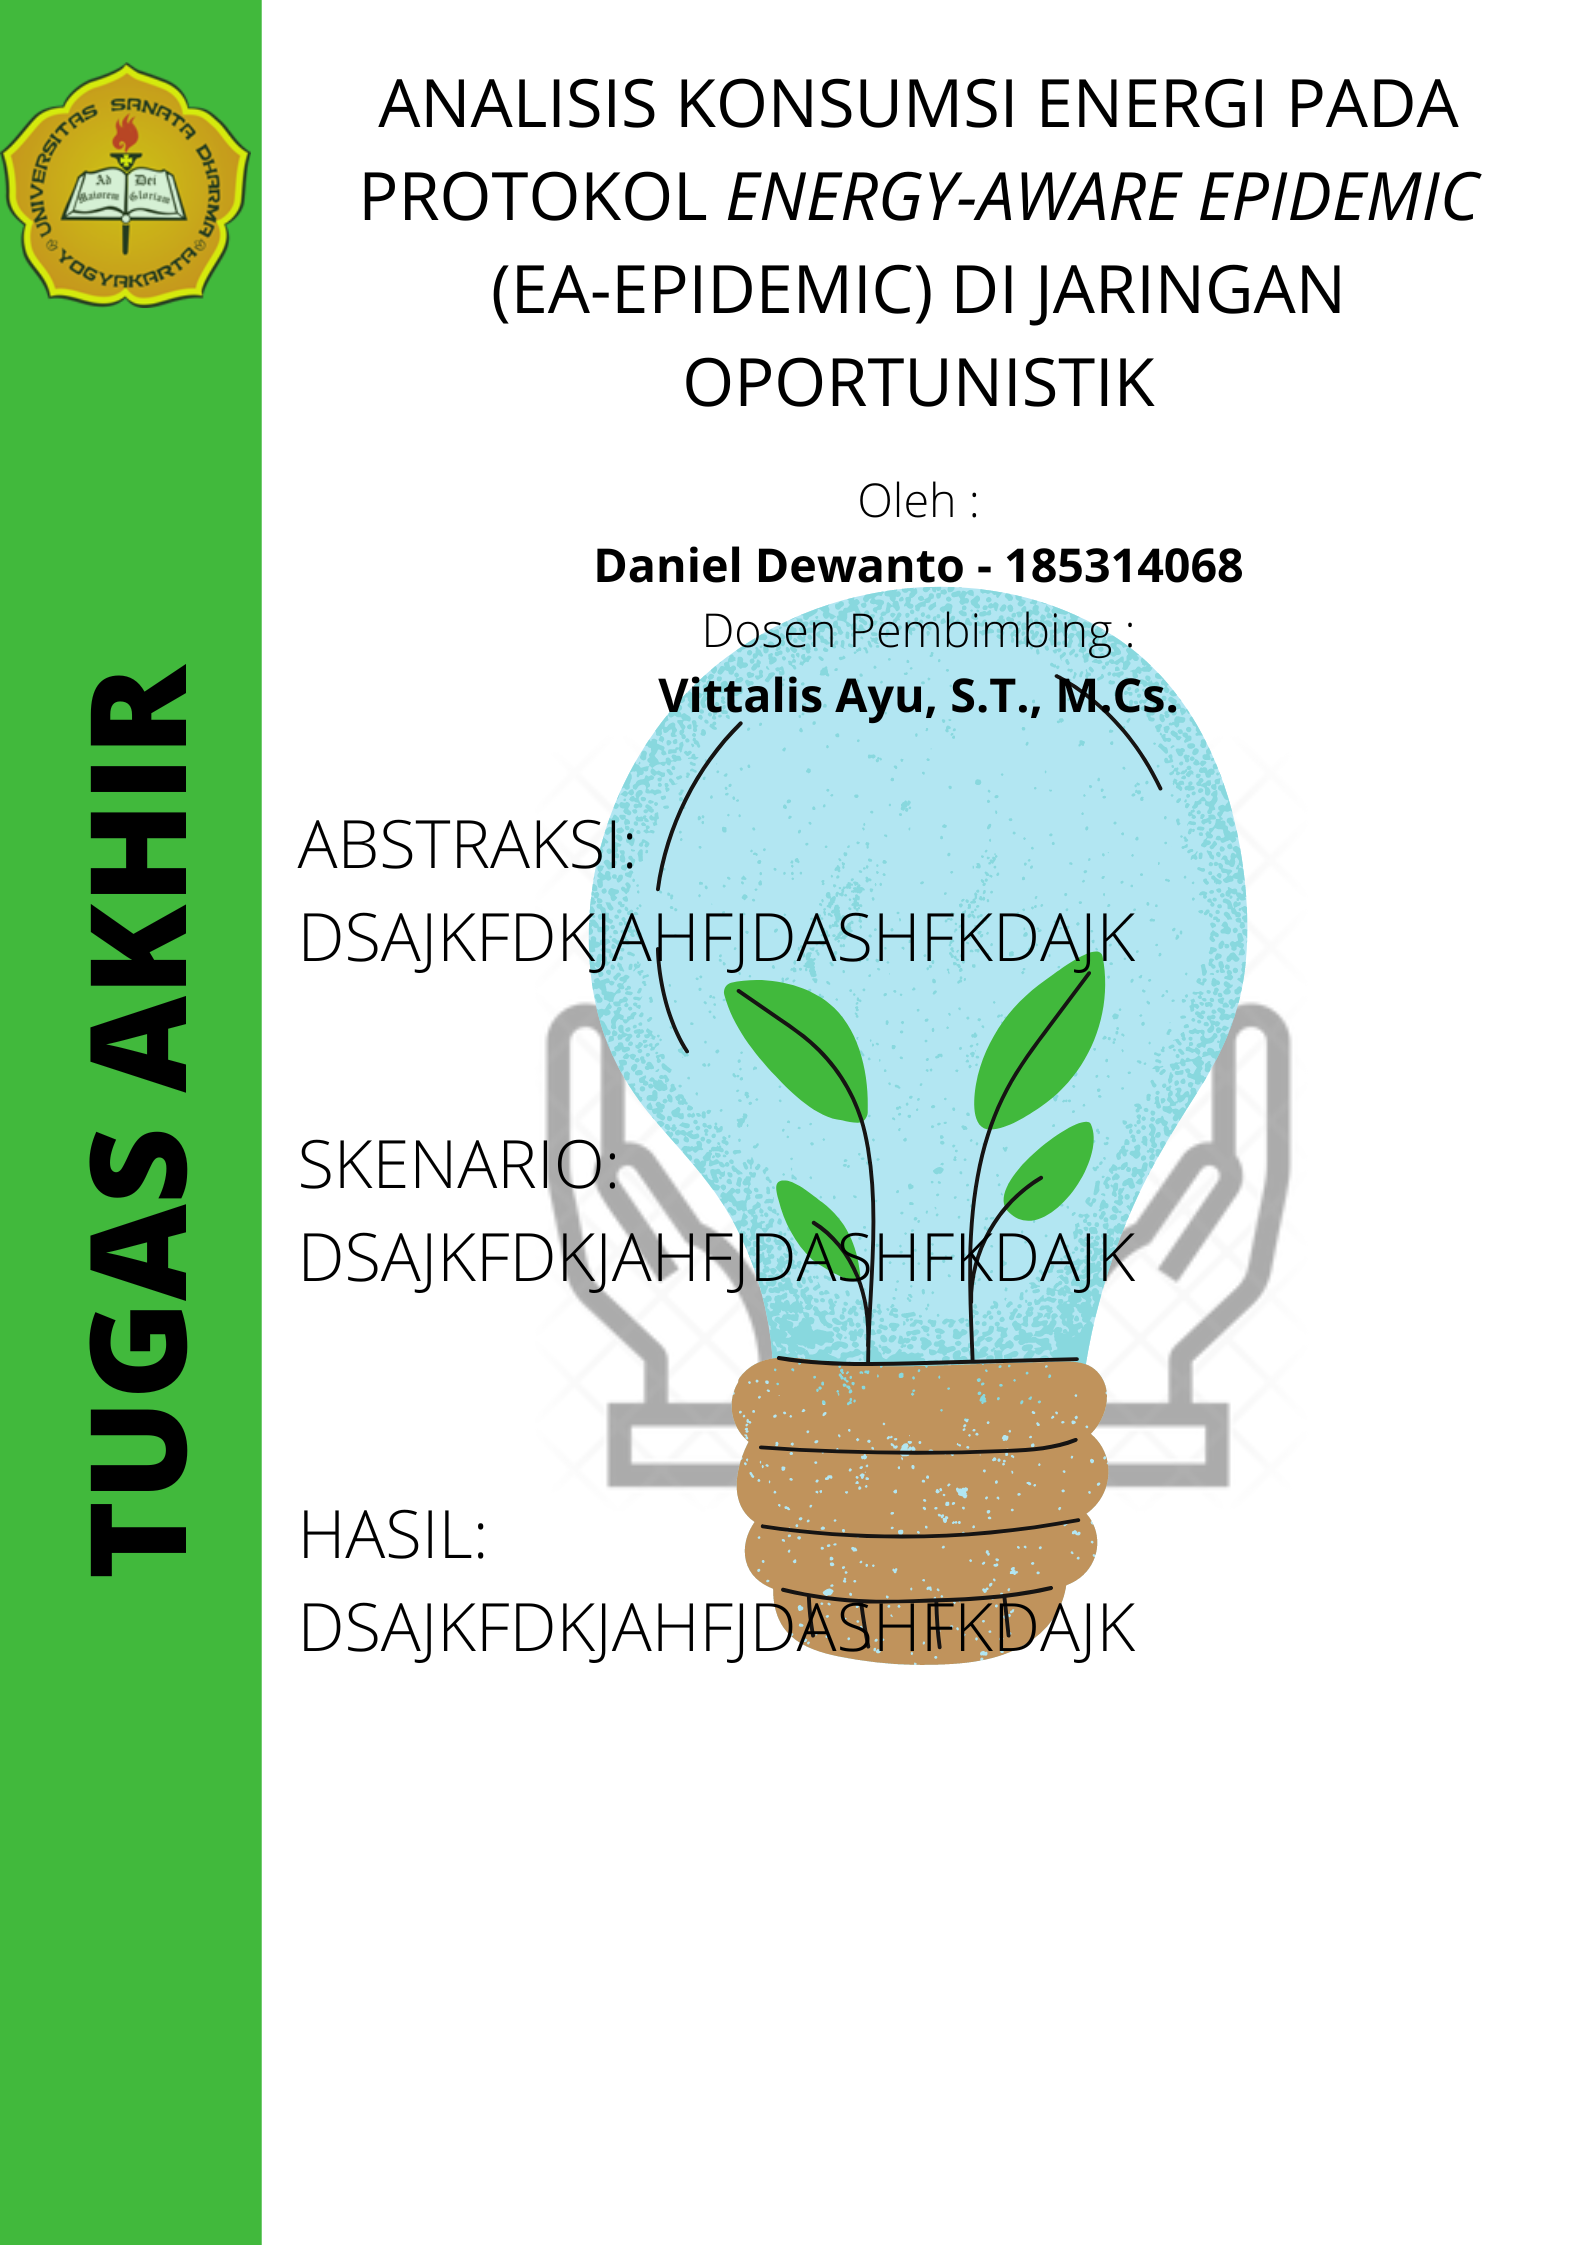 UNIVERSITAS SANATA DHARMA
Ad Dei
Maiorem Gloriam
YOGYAKARTA
TUGAS AKHIR
ANALISIS KONSUMSI ENERGI PADA
PROTOKOL ENERGY-AWARE EPIDEMIC
(EA-EPIDEMIC) DI JARINGAN
OPORTUNISTIK
Oleh :
Daniel Dewanto - 185314068
Dosen Pembimbing :
Vittalis Ayu, S.T., M.Cs.
ABSTRAKSI:
DSAJKFDKJAHFJDASHFKDAJK
SKENARIO:
DSAJKFDKJAHFJDASHFKDAJK
HASIL:
DSAJKFDKJAHFJDASHFKDAJK